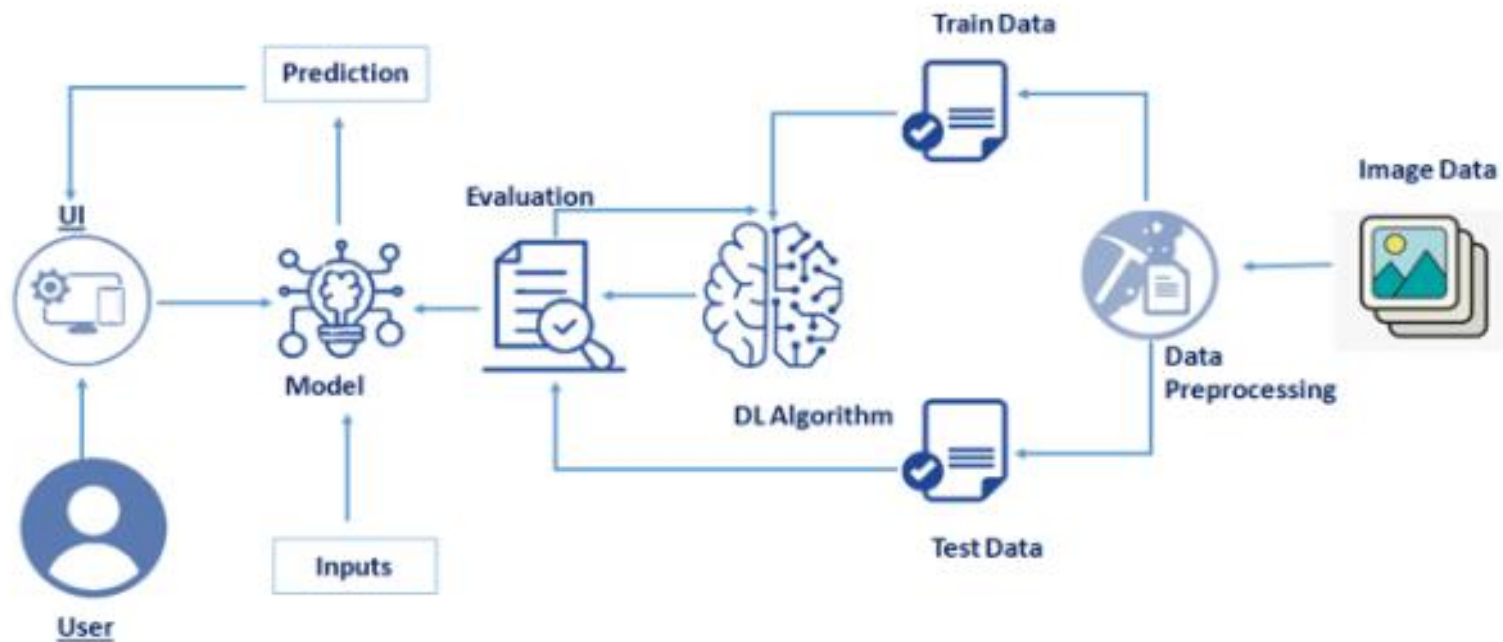 Train Data
Prediction
Image Data
Evaluation
UI
Data
Preprocessing
Model
DL Algorithm
Test Data
Inputs
User